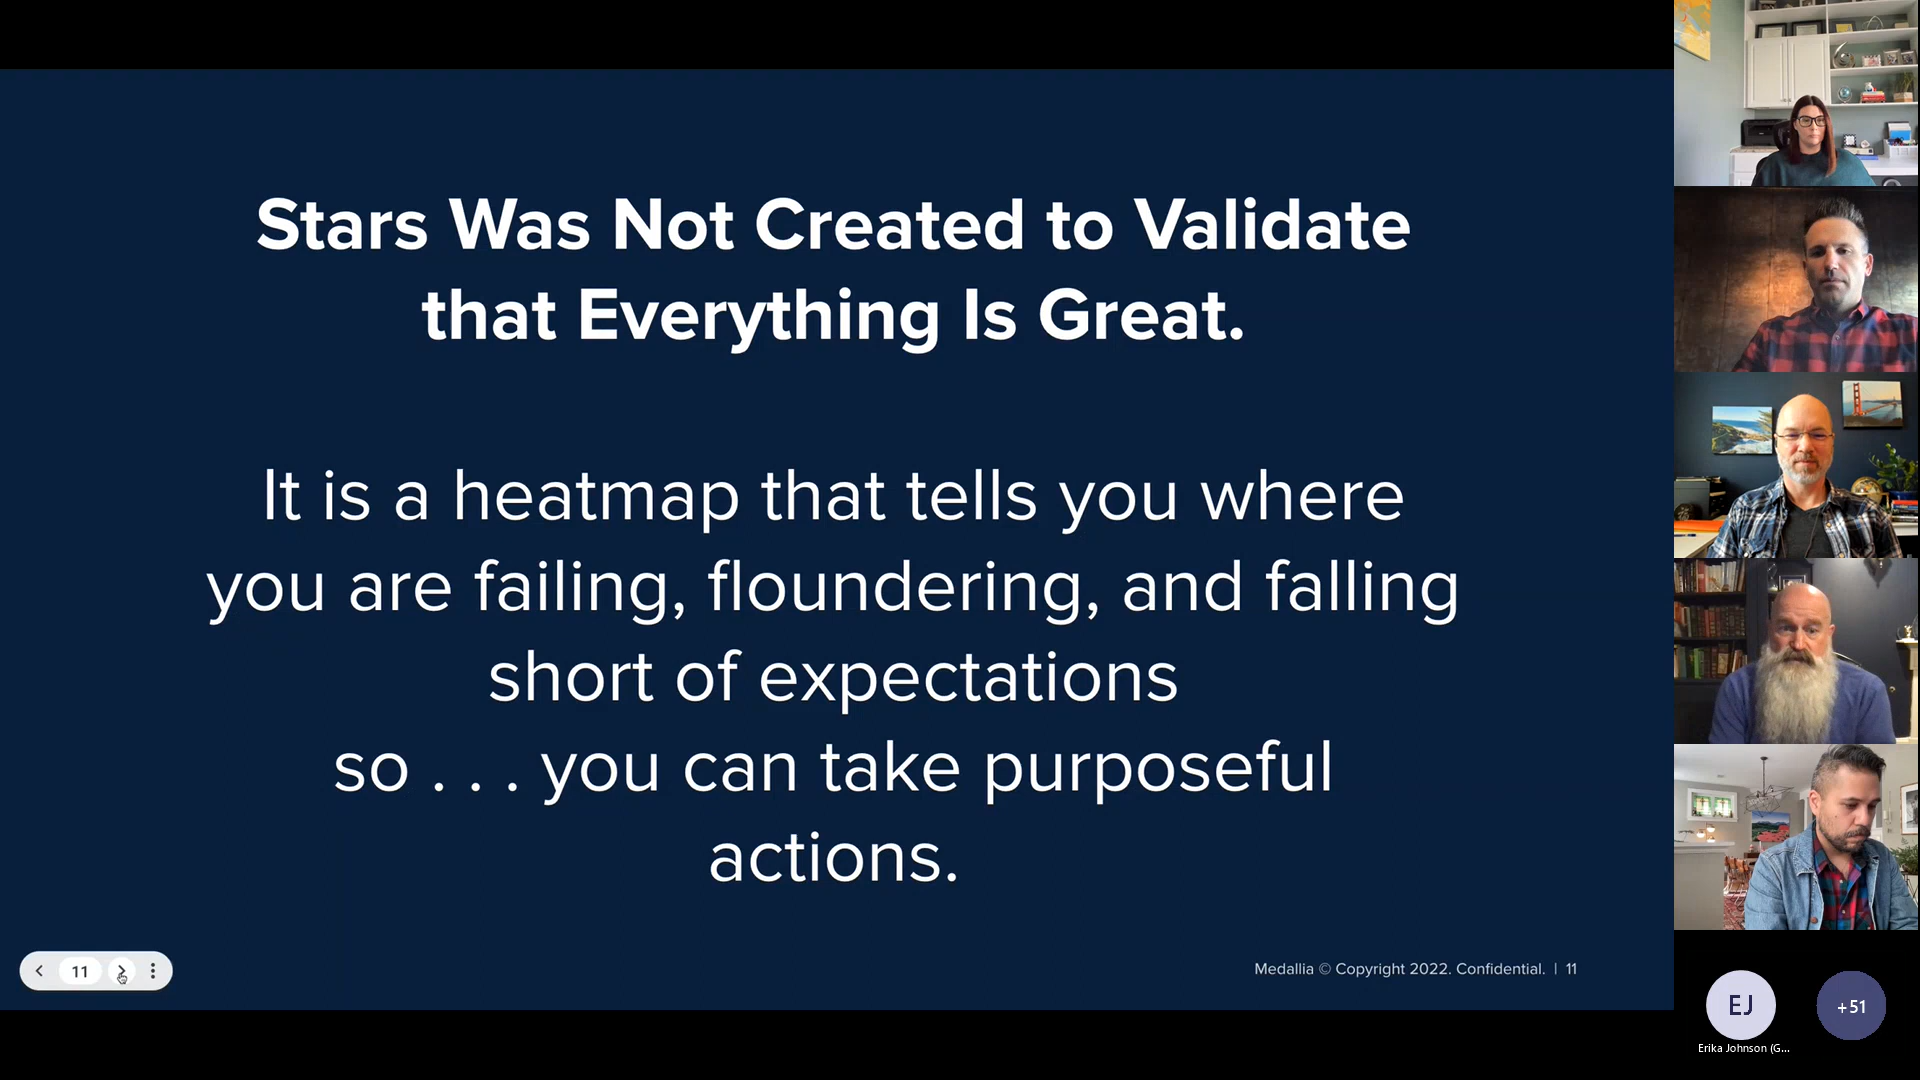 Stars Was Not Created to Validate
that Everything Is Great.
It is a heatmap that tells you where
you are failing, floundering, and falling
short of expectations
so . . . you can take purposeful
actions.
11
Medallia © Copyright 2022. Confidential. | 11
EJ
+51
Erika Johnson (G...